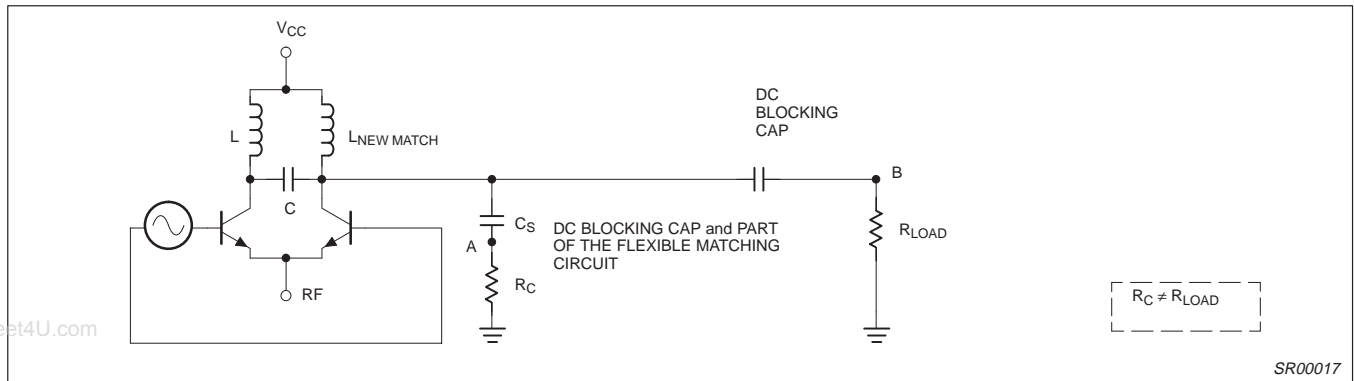 VCC
L
LNEW MATCH
C
RF
A
CS
RC
DC BLOCKING CAP and PART
OF THE FLEXIBLE MATCHING
CIRCUIT
DC
BLOCKING
CAP
B
RLOAD
RC ≠ RLOAD
eet4U.com
SR00017